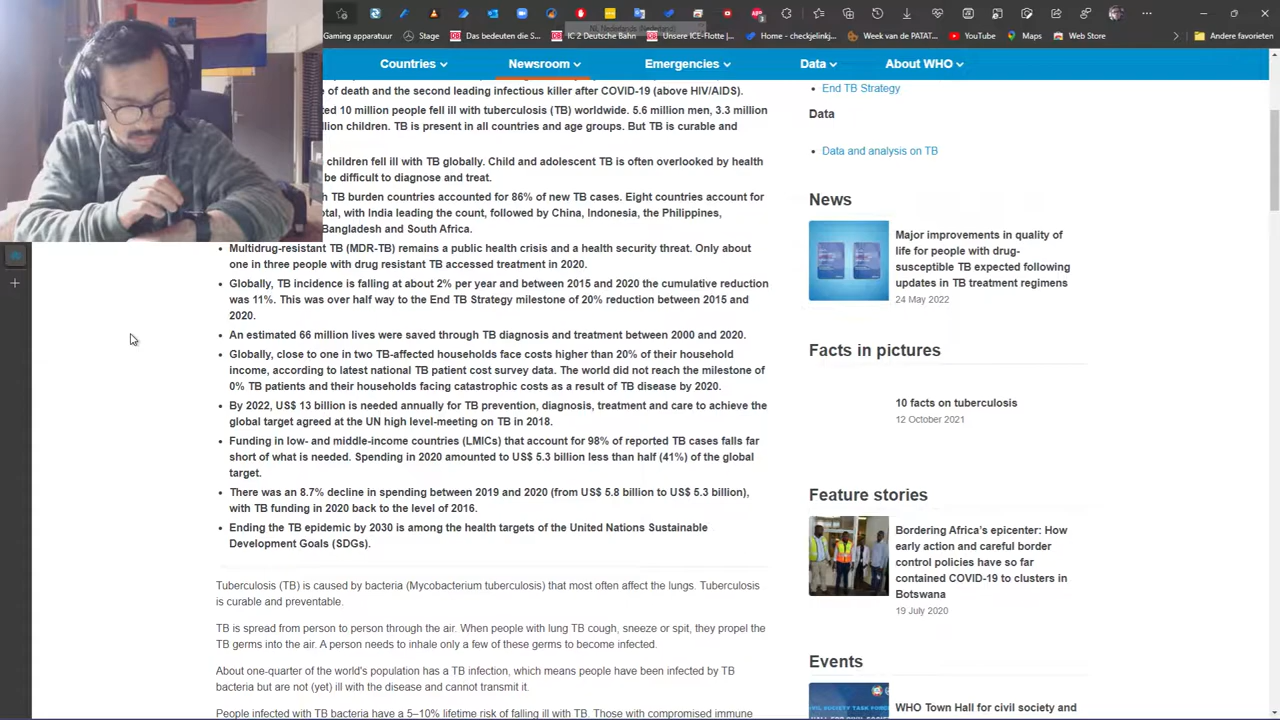 NL Nederlands (Nederland)
Gaming apparatuur
Stage
Das bedeuten die S...
IC 2 Deutsche Bahn
Unsere ICE-Flotte |...
Home - checkjelink...
Week van de PATAT...
YouTube
Maps
Web Store
Andere favorieten
Countries
Newsroom
Emergencies
Data
About WHO
e of death and the second leading infectious killer after COVID-19 (above HIV/AIDS).
ted 10 million people fell ill with tuberculosis (TB) worldwide. 5.6 million men, 3.3 million
llion children. TB is present in all countries and age groups. But TB is curable and
children fell ill with TB globally. Child and adolescent TB is often overlooked by health
be difficult to diagnose and treat.
h TB burden countries accounted for 86% of new TB cases. Eight countries account for
otal, with India leading the count, followed by China, Indonesia, the Philippines,
Bangladesh and South Africa.
• Multidrug-resistant TB (MDR-TB) remains a public health crisis and a health security threat. Only about
one in three people with drug resistant TB accessed treatment in 2020.
• Globally, TB incidence is falling at about 2% per year and between 2015 and 2020 the cumulative reduction
was 11%. This was over half way to the End TB Strategy milestone of 20% reduction between 2015 and
2020.
• An estimated 66 million lives were saved through TB diagnosis and treatment between 2000 and 2020.
• Globally, close to one in two TB-affected households face costs higher than 20% of their household
income, according to latest national TB patient cost survey data. The world did not reach the milestone of
0% TB patients and their households facing catastrophic costs as a result of TB disease by 2020.
• By 2022, US$ 13 billion is needed annually for TB prevention, diagnosis, treatment and care to achieve the
global target agreed at the UN high level-meeting on TB in 2018.
• Funding in low- and middle-income countries (LMICs) that account for 98% of reported TB cases falls far
short of what is needed. Spending in 2020 amounted to US$ 5.3 billion less than half (41%) of the global
target.
• There was an 8.7% decline in spending between 2019 and 2020 (from US$ 5.8 billion to US$ 5.3 billion),
with TB funding in 2020 back to the level of 2016.
• Ending the TB epidemic by 2030 is among the health targets of the United Nations Sustainable
Development Goals (SDGs).
Tuberculosis (TB) is caused by bacteria (Mycobacterium tuberculosis) that most often affect the lungs. Tuberculosis
is curable and preventable.
TB is spread from person to person through the air. When people with lung TB cough, sneeze or spit, they propel the
TB germs into the air. A person needs to inhale only a few of these germs to become infected.
About one-quarter of the world's population has a TB infection, which means people have been infected by TB
bacteria but are not (yet) ill with the disease and cannot transmit it.
People infected with TB bacteria have a 5–10% lifetime risk of falling ill with TB. Those with compromised immune
• End TB Strategy
Data
• Data and analysis on TB
News
Major improvements in quality of
life for people with drug-
susceptible TB expected following
updates in TB treatment regimens
24 May 2022
Facts in pictures
10 facts on tuberculosis
12 October 2021
Feature stories
Bordering Africa's epicenter: How
early action and careful border
control policies have so far
contained COVID-19 to clusters in
Botswana
19 July 2020
Events
WHO Town Hall for civil society and